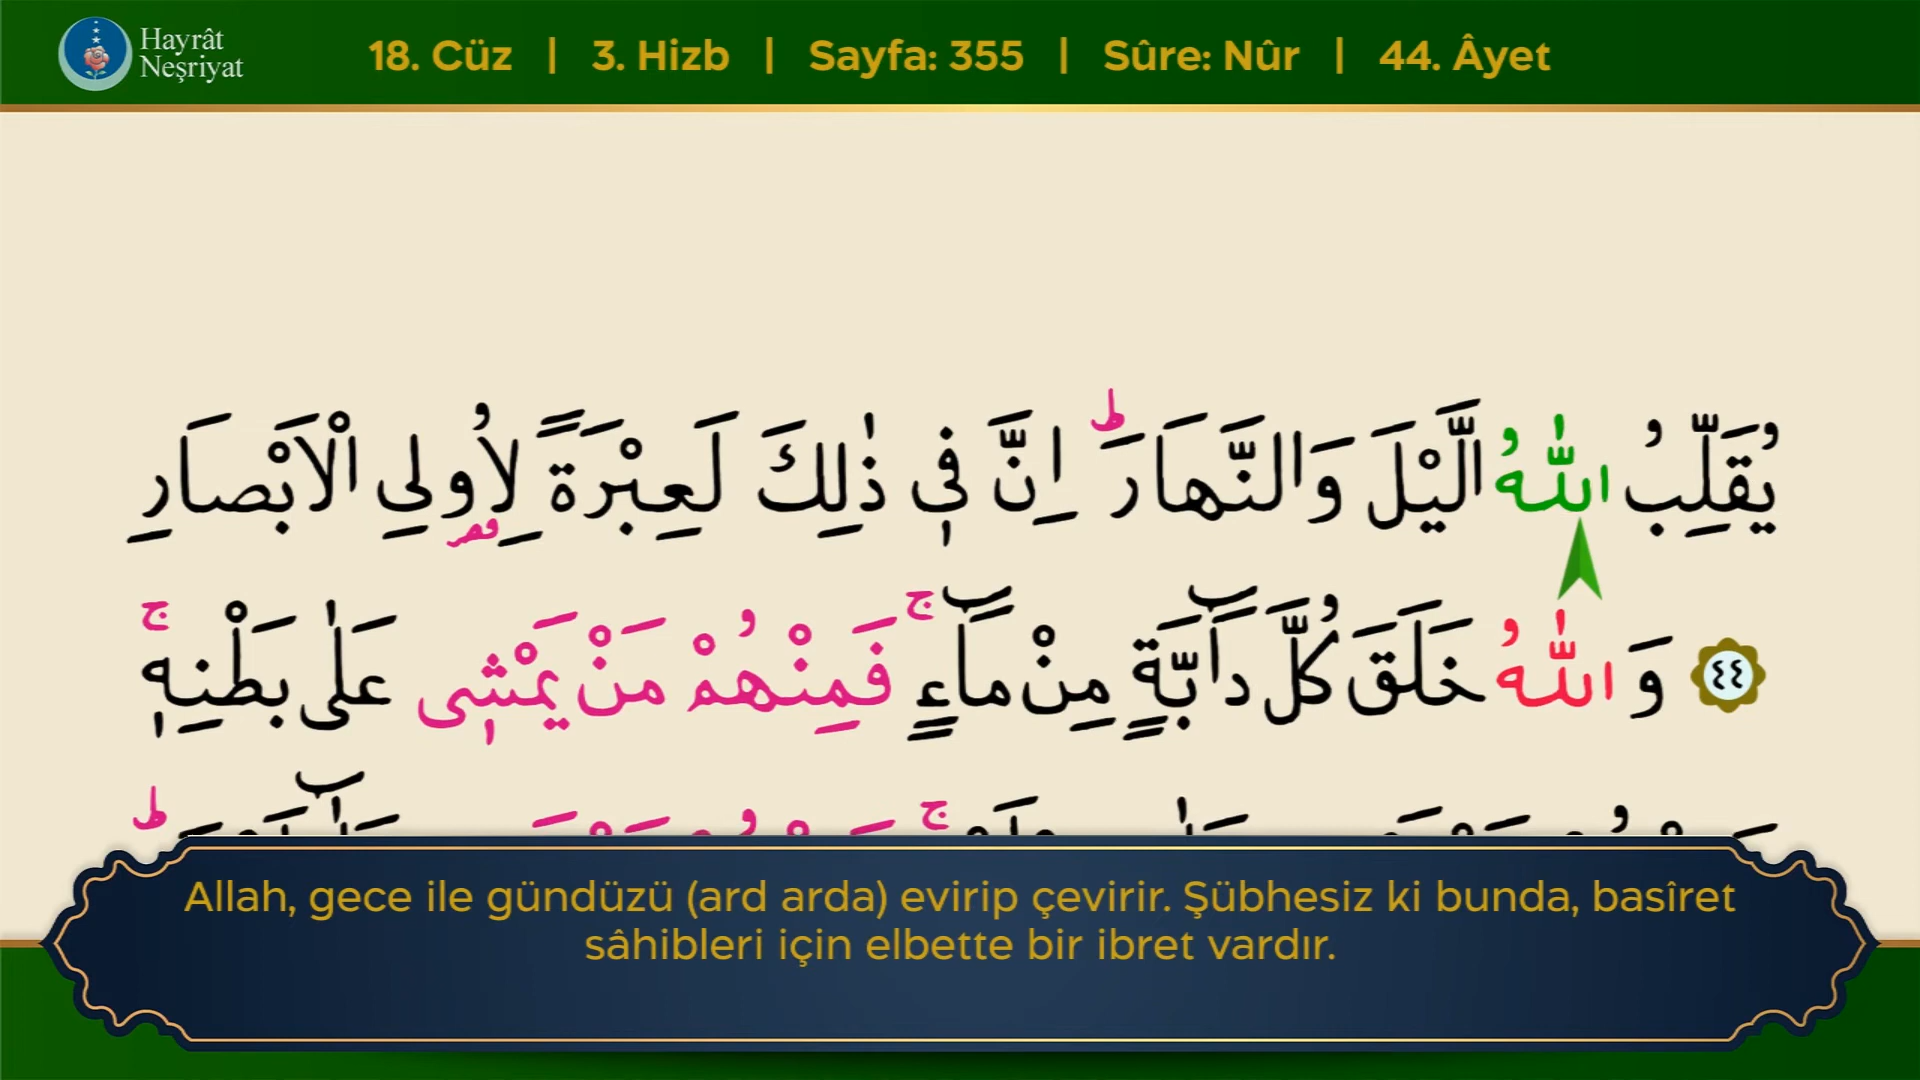 Hayrât
Neşriyat
18. Cüz | 3. Hizb | Sayfa: 355 | Sûre: Nûr | 44. Âyet
يُقَلِّبُ اللّٰهُ الَّيْلَ وَالنَّهَارَۜ اِنَّ ف۪ي ذٰلِكَ لَعِبْرَةً لِاُو۬لِي الْاَبْصَارِ
٤٤ وَاللّٰهُ خَلَقَ كُلَّ دَٓابَّةٍ مِنْ مَٓاءٍۚ فَمِنْهُمْ مَنْ يَمْش۪ي عَلٰى بَطْنِه۪ۚ
Allah, gece ile gündüzü (ard arda) evirip çevirir. Şübhesiz ki bunda, basîret
sâhibleri için elbette bir ibret vardır.